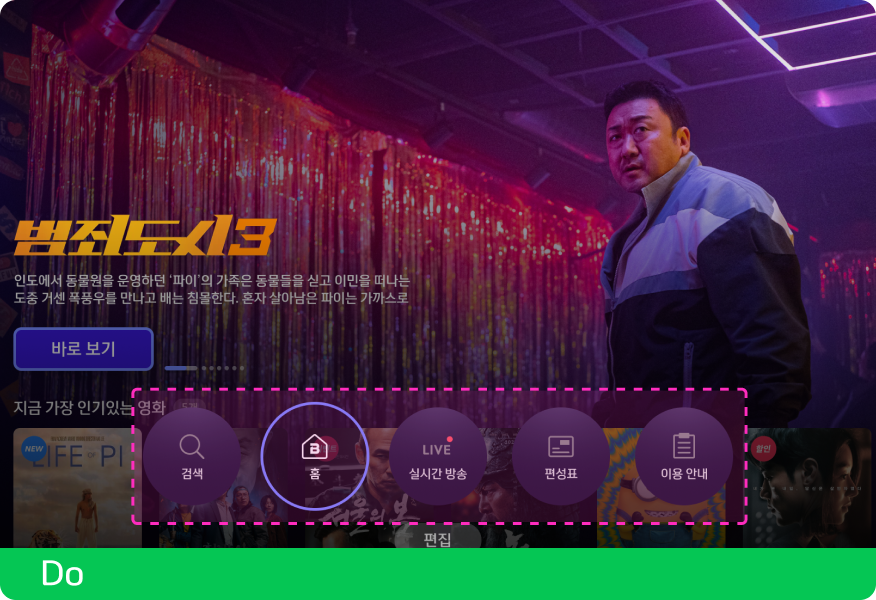 범죄도시3
인도에서 동물원을 운영하던 ‘파이’의 가족은 동물들을 싣고 이민을 떠나는
도중 거센 폭풍우를 만나고 배는 침몰한다. 혼자 살아남은 파이는 가까스로
바로 보기
지금 가장 인기있는 영화
NEW
LIFE OF PI
할인
검색
홈
LIVE
실시간 방송
편성표
이용 안내
서울의 봄
편집
Do